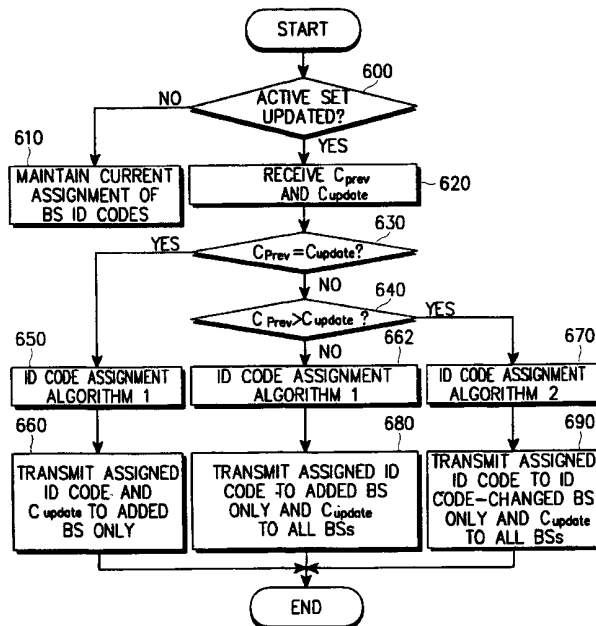 START
600
NO
ACTIVE SET
UPDATED?
610
YES
MAINTAIN CURRENT
ASSIGNMENT OF
BS ID CODES
RECEIVE Cprev
AND Cupdate
620
630
YES
CPrev=Cupdate?
NO
640
YES
C Prev>Cupdate ?
650
NO
662
670
ID CODE ASSIGNMENT
ALGORITHM 1
ID CODE ASSIGNMENT
ALGORITHM 1
ID CODE ASSIGNMENT
ALGORITHM 2
660
680
690
TRANSMIT ASSIGNED
ID CODE AND
Cupdate TO ADDED
BS ONLY
TRANSMIT ASSIGNED ID
CODE TO ADDED BS
ONLY AND Cupdate
TO ALL BSs
TRANSMIT ASSIGNED
ID CODE TO ID
CODE-CHANGED BS
ONLY AND Cupdate
TO ALL BSs
END